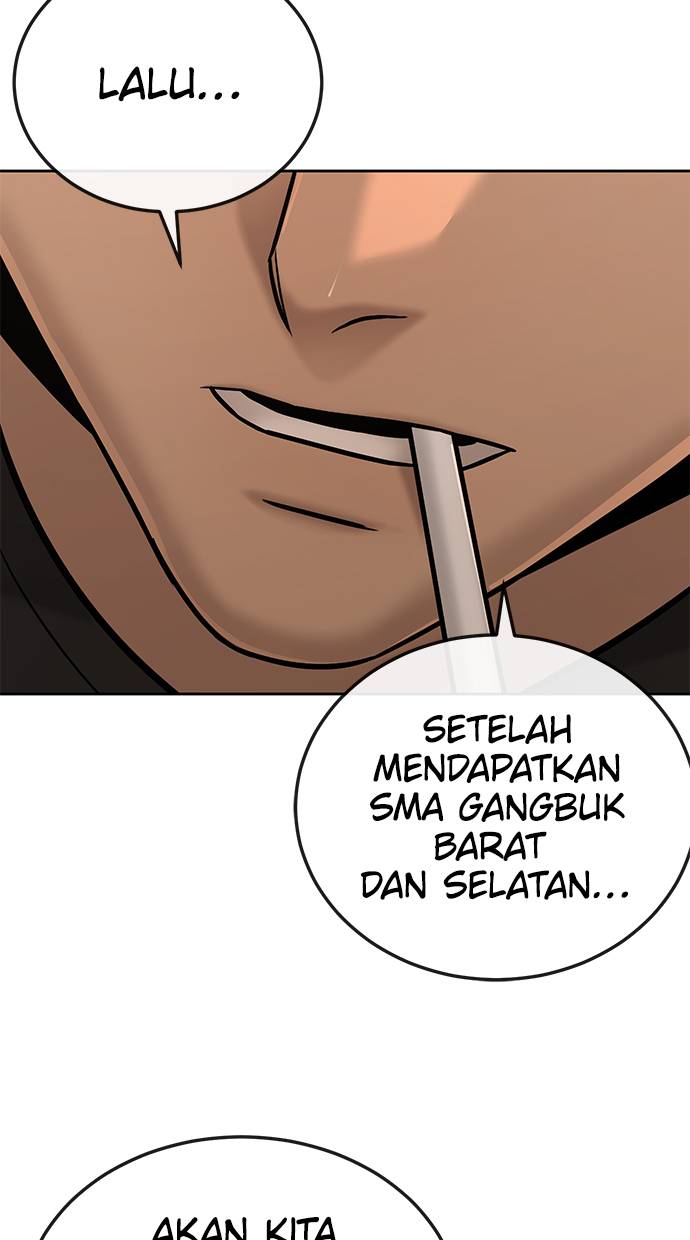 LALU...
SETELAH
MENDAPATKAN
SMA GANGBUK
BARAT
DAN SELATAN...
AKAN KITA